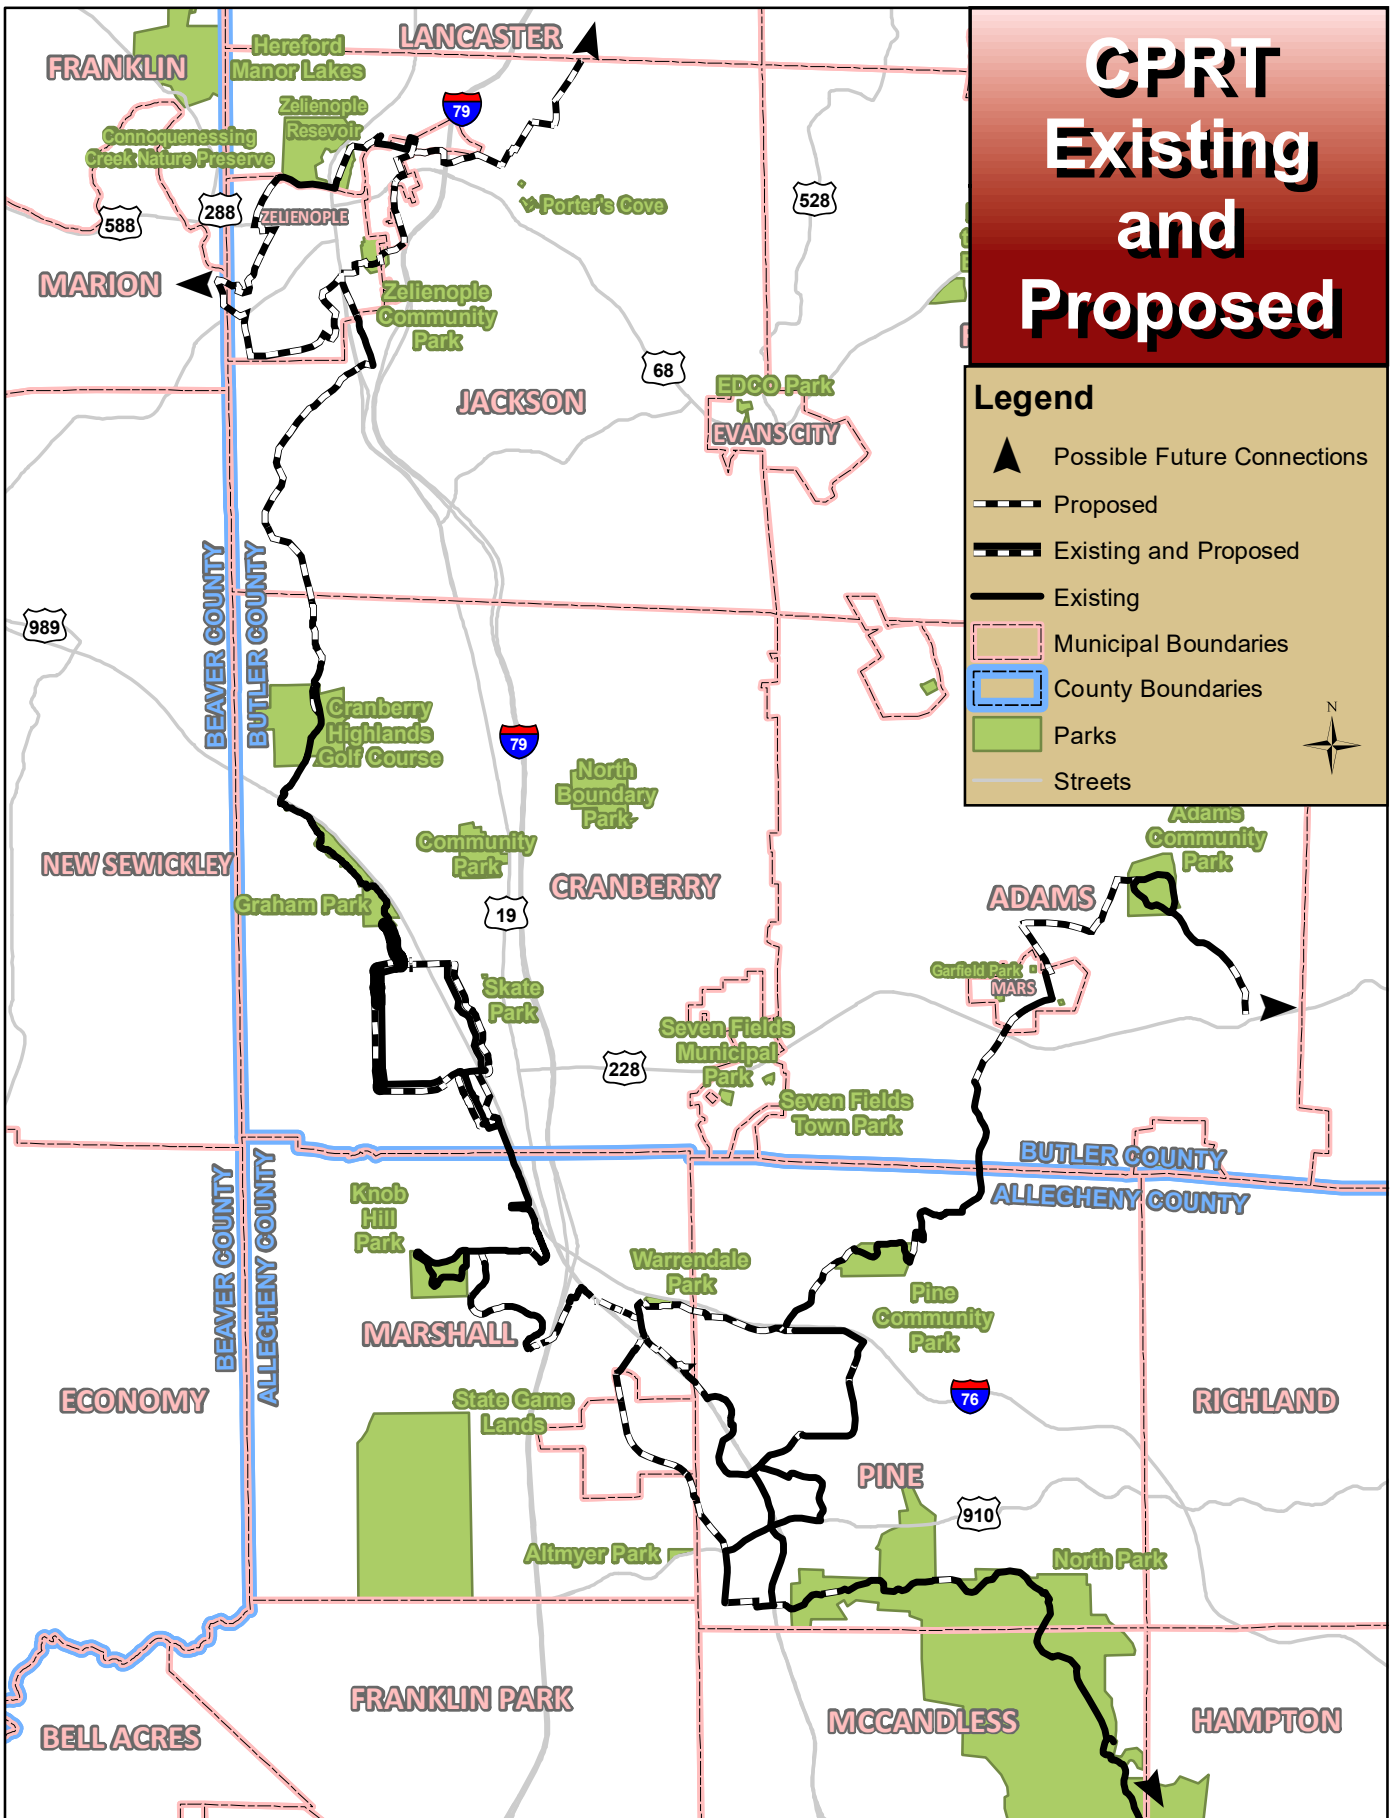 CPRT
Existing
and
Proposed
Legend
Possible Future Connections
Proposed
Existing and Proposed
Existing
Municipal Boundaries
County Boundaries
Parks
Streets
N
FRANKLIN
Hereford
Manor Lakes
LANCASTER
79
Zelienople
Resevoir
Connoquenessing
Creek Nature Preserve
588
288
ZELIENOPLE
Porter's Cove
528
MARION
Zelienople
Community
Park
68
JACKSON
EDCO Park
EVANS CITY
BEAVER COUNTY
BUTLER COUNTY
989
Cranberry
Highlands
Golf Course
79
North
Boundary
Park
Community
Park
CRANBERRY
NEW SEWICKLEY
Graham Park
19
Adams
Community
Park
ADAMS
Garfield Park
MARS
Skate
Park
Seven Fields
Municipal
Park
228
Seven Fields
Town Park
BUTLER COUNTY
ALLEGHENY COUNTY
BEAVER COUNTY
ALLEGHENY COUNTY
Knob
Hill
Park
Warrendale
Park
Pine
Community
Park
MARSHALL
ECONOMY
State Game
Lands
76
RICHLAND
PINE
910
Altmyer Park
North Park
FRANKLIN PARK
MCCANDLESS
HAMPTON
BELL ACRES